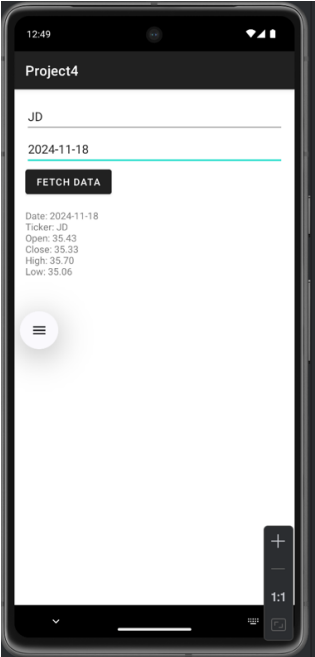 12:49
Project4
JD
2024-11-18
FETCH DATA
Date: 2024-11-18
Ticker: JD
Open: 35.43
Close: 35.33
High: 35.70
Low: 35.06
1:1